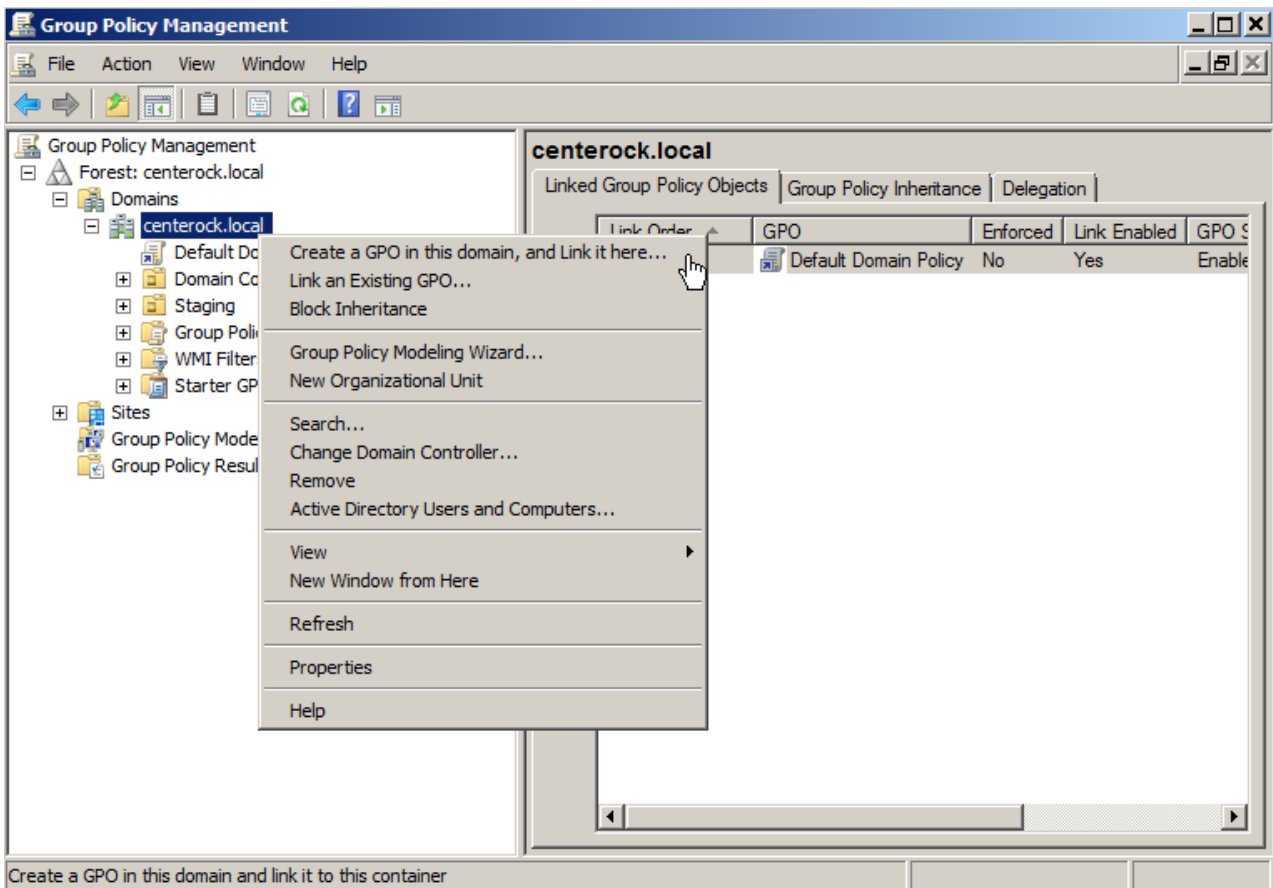 Group Policy Management
File Action View Window Help
Group Policy Management
Forest: centerock.local
Domains
centerock.local
Default Do
Domain Co
Staging
Group Poli
WMI Filter
Starter GP
Sites
Group Policy Mode
Group Policy Resul
Create a GPO in this domain, and Link it here...
Link an Existing GPO...
Block Inheritance
Group Policy Modeling Wizard...
New Organizational Unit
Search...
Change Domain Controller...
Remove
Active Directory Users and Computers...
View
New Window from Here
Refresh
Properties
Help
centerock.local
Linked Group Policy Objects Group Policy Inheritance Delegation
Link Order GPO Enforced Link Enabled GPO S
Default Domain Policy No Yes Enable
Create a GPO in this domain and link it to this container